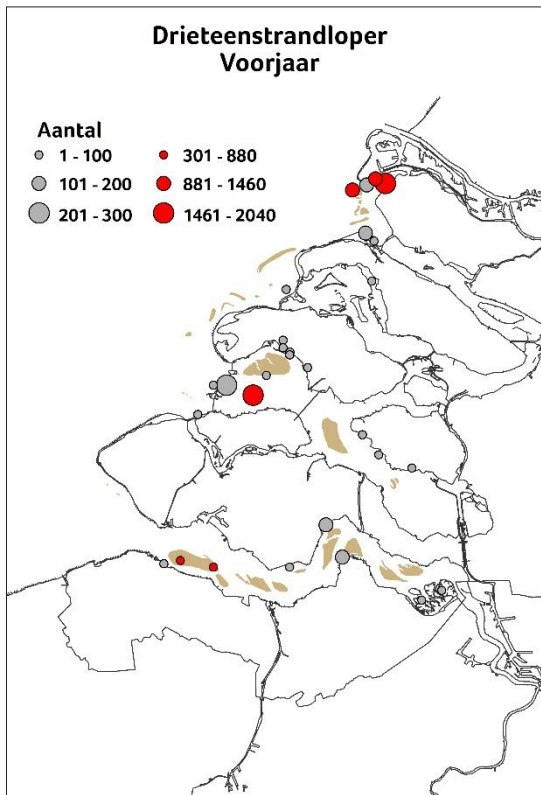 Drieteenstrandloper
Voorjaar
Aantal
1 - 100
301 - 880
101 - 200
881 - 1460
201 - 300
1461 - 2040